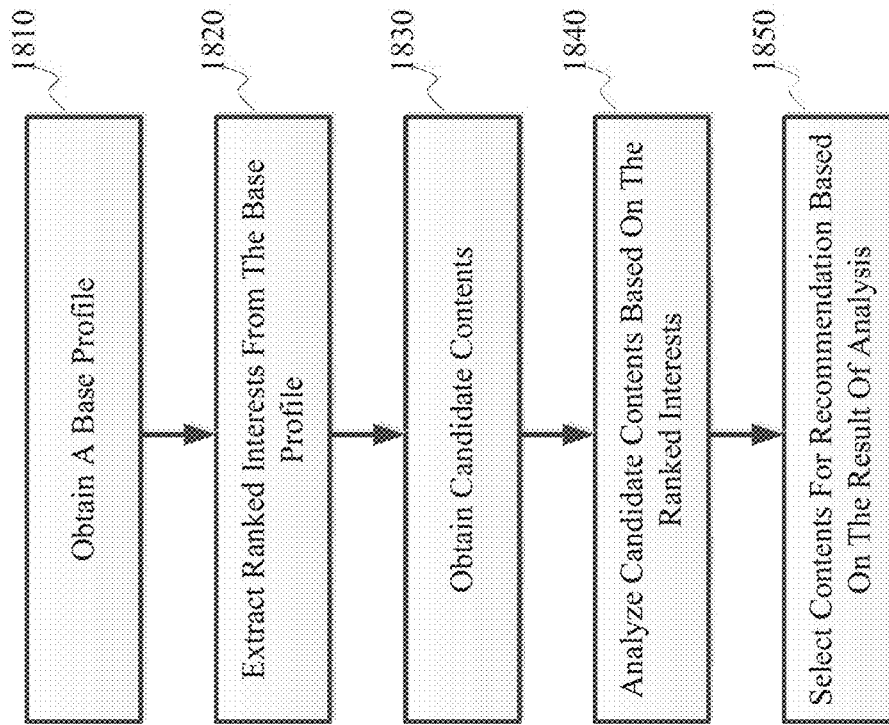 Obtain A Base Profile
1810
Extract Ranked Interests From The Base
Profile
1820
Obtain Candidate Contents
1830
Analyze Candidate Contents Based On The
Ranked Interests
1840
Select Contents For Recommendation Based
On The Result Of Analysis
1850